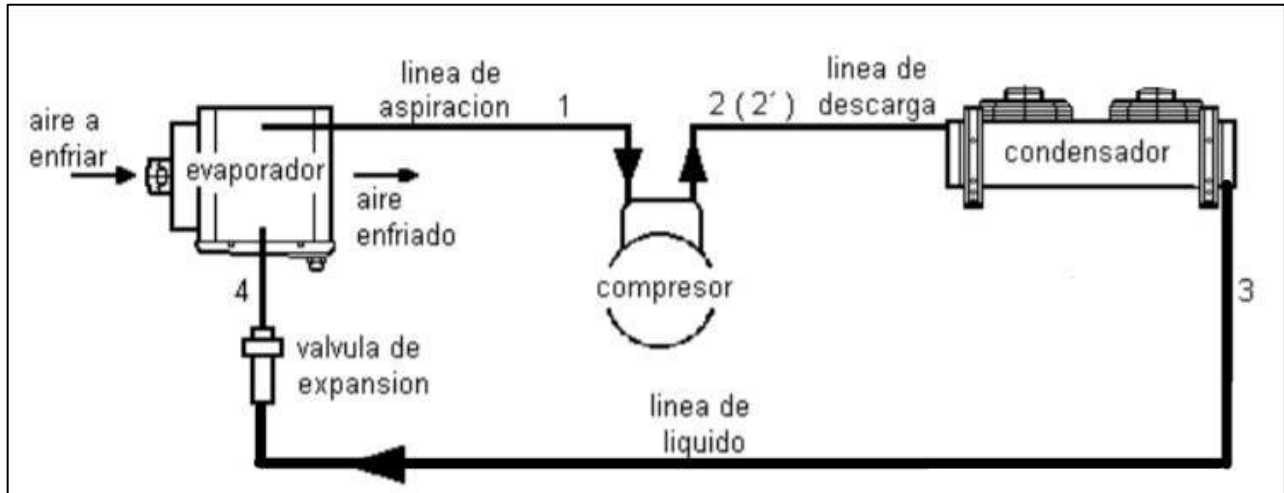 linea de
aspiracion
1
2 (2´)
linea de
descarga
aire a
enfriar
evaporador
condensador
aire
enfriado
4
compresor
3
valvula de
expansion
linea de
liquido